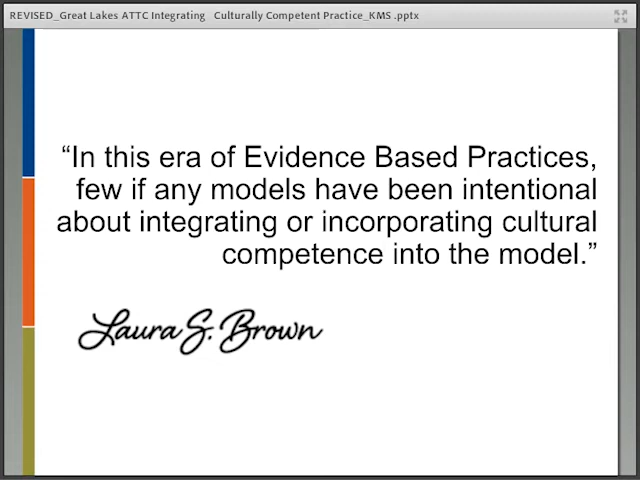 REVISED_Great Lakes ATTC Integrating   Culturally Competent Practice_KMS .pptx
“In this era of Evidence Based Practices,
few if any models have been intentional
about integrating or incorporating cultural
competence into the model.”
Laura S. Brown